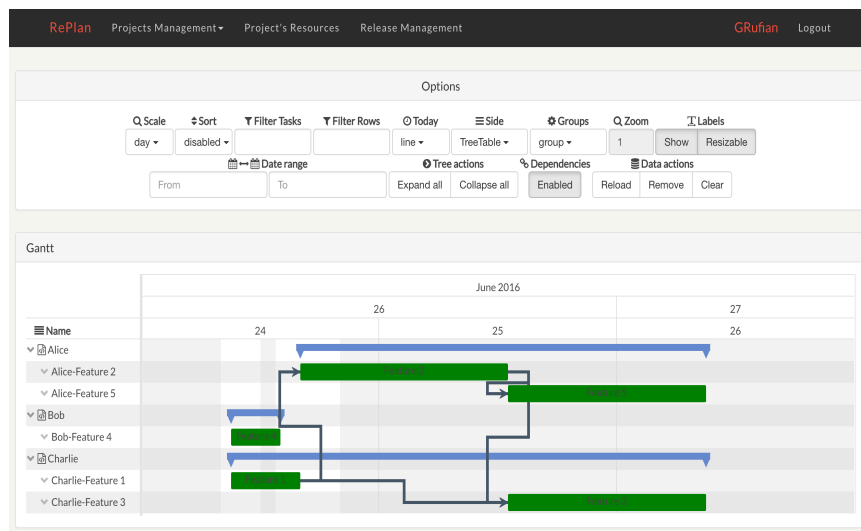 RePlan Projects Management Project's Resources Release Management GRufian Logout
Options
Scale Sort Filter Tasks Filter Rows Today Side Groups Zoom Labels
day disabled line TreeTable group 1 Show Resizable
Date range Tree actions Dependencies Data actions
From To Expand all Collapse all Enabled Reload Remove Clear
Gantt
June 2016
26 27
Name 24 25 26
Alice
Alice-Feature 2
Alice-Feature 5
Bob
Bob-Feature 4
Charlie
Charlie-Feature 1
Charlie-Feature 3